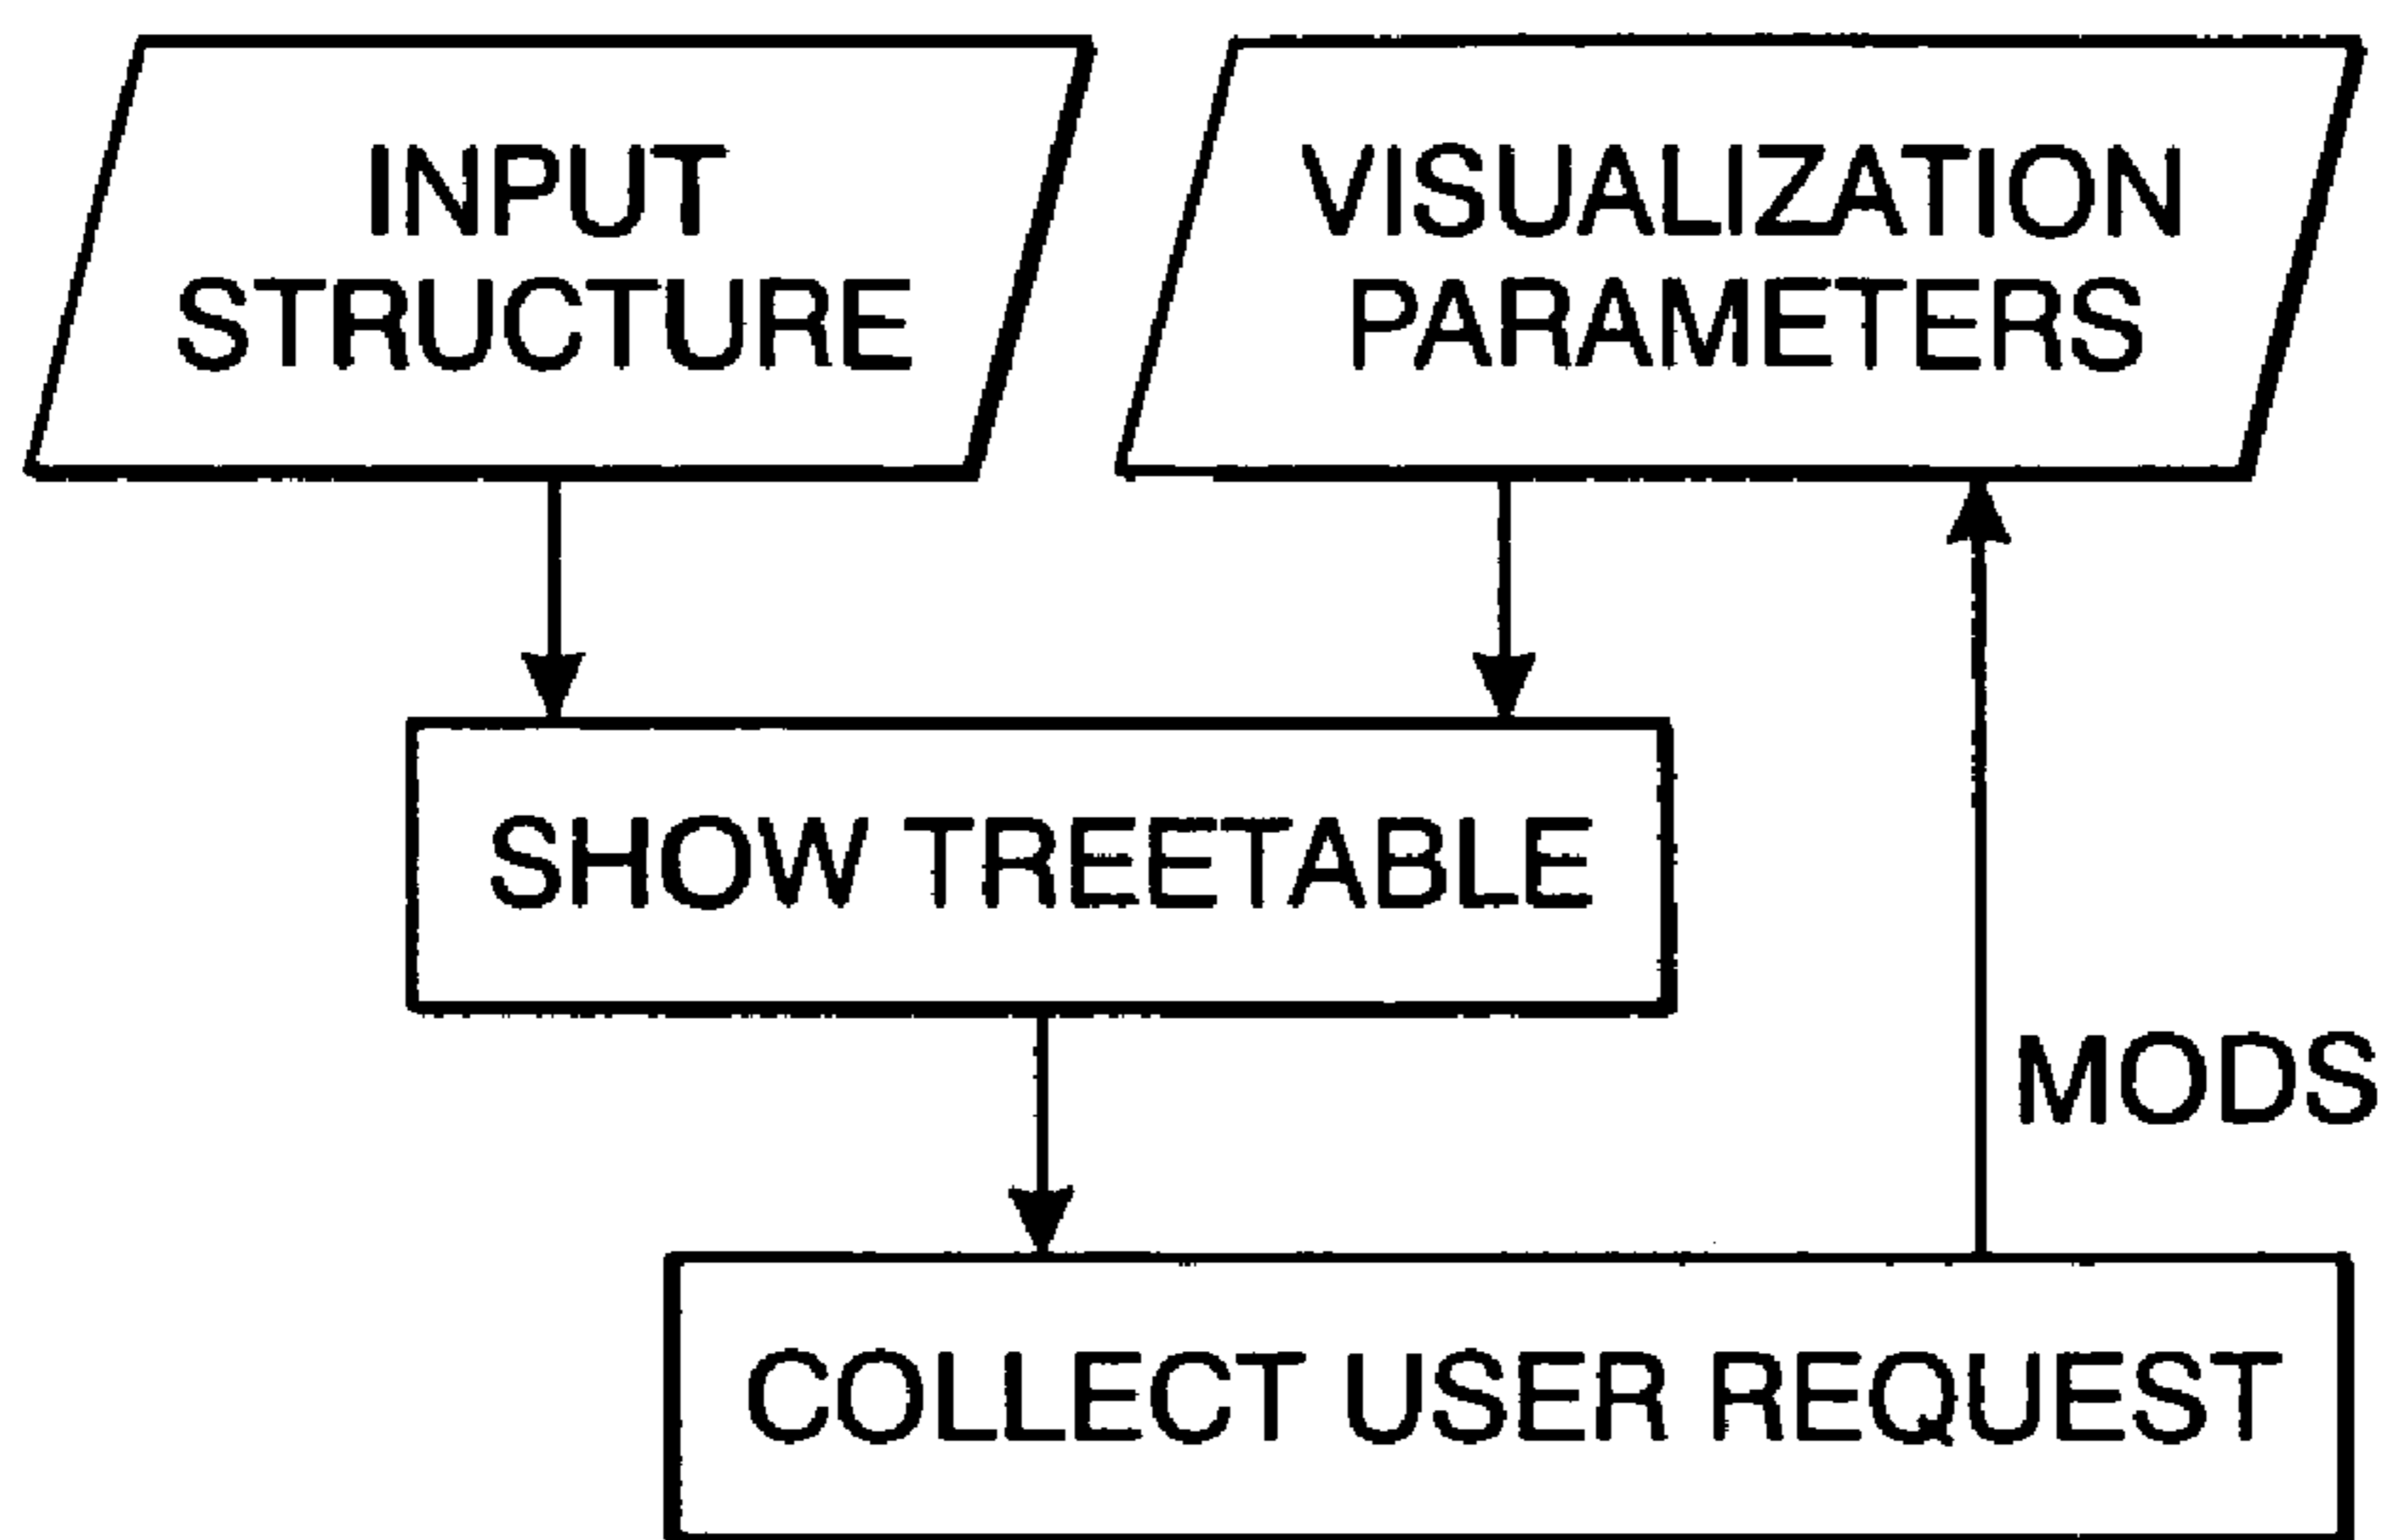 INPUT
STRUCTURE
VISUALIZATION
PARAMETERS
SHOW TREETABLE
MODS
COLLECT USER REQUEST